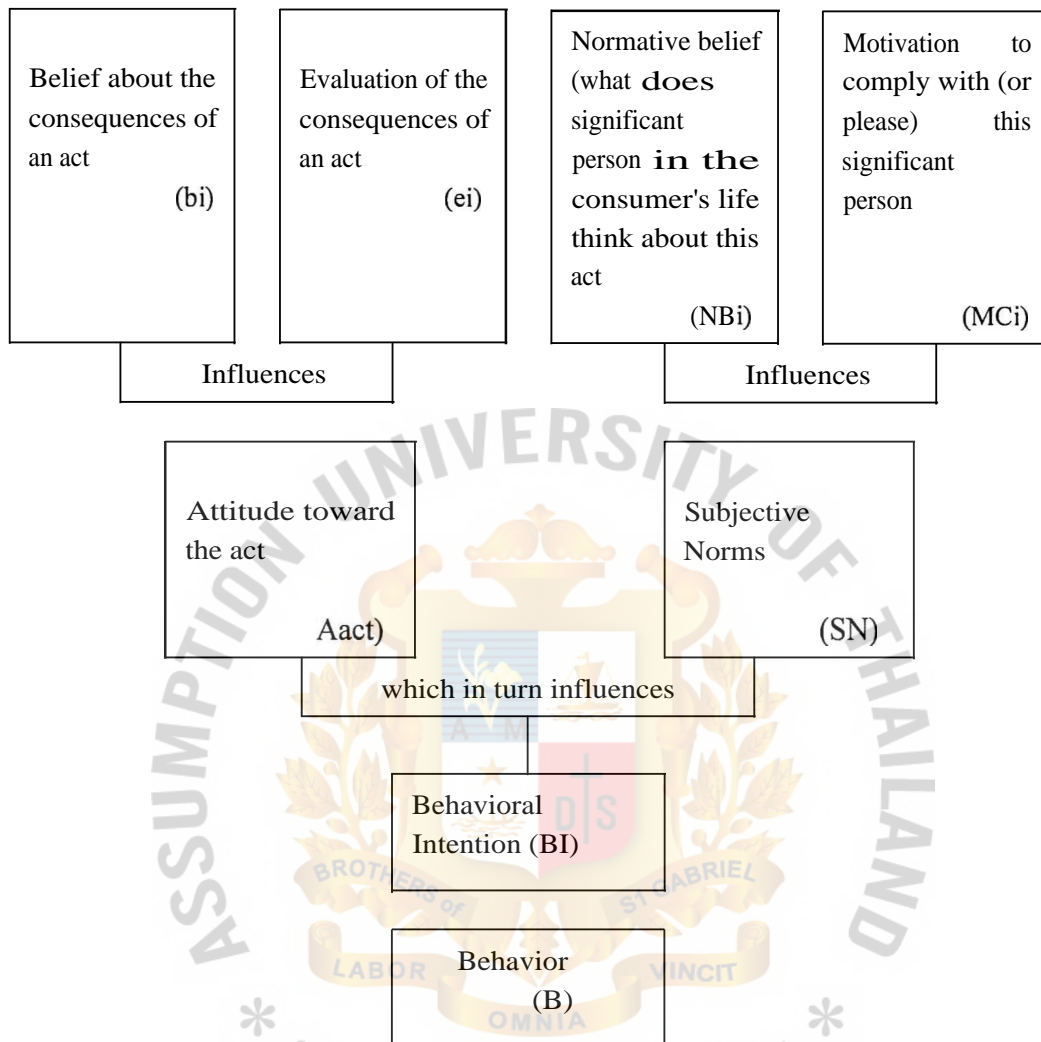 Belief about the
consequences of
an act
(bi)
Evaluation of the
consequences of
an act
(ei)
Normative belief
(what does
significant
person in the
consumer's life
think about this
act
(NBi)
Motivation to
comply with (or
please) this
significant
person
(MCi)
Influences
Influences
Attitude toward
the act
Aact)
Subjective
Norms
(SN)
which in turn influences
Behavioral
Intention (BI)
Behavior
(B)
ASSUMPTION UNIVERSITY OF THAILAND
A M
D S
BROTHERS of
ST GABRIEL
LABOR
VINCIT
OMNIA
* *